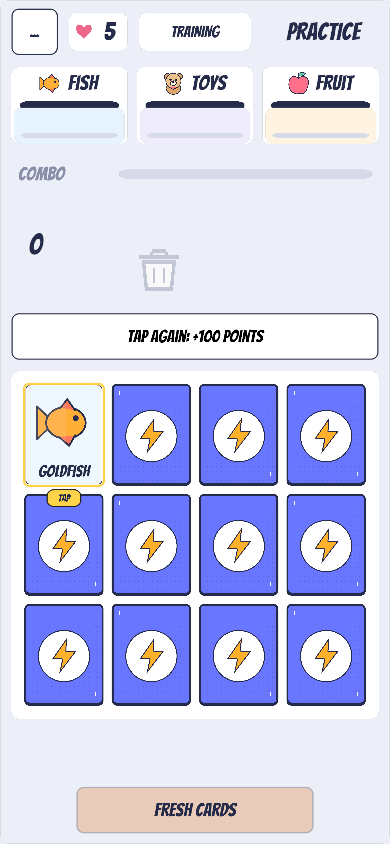 ...
5
TRAINING
PRACTICE
FISH
TOYS
FRUIT
COMBO
0
TAP AGAIN: +100 POINTS
GOLDFISH
TAP
FRESH CARDS